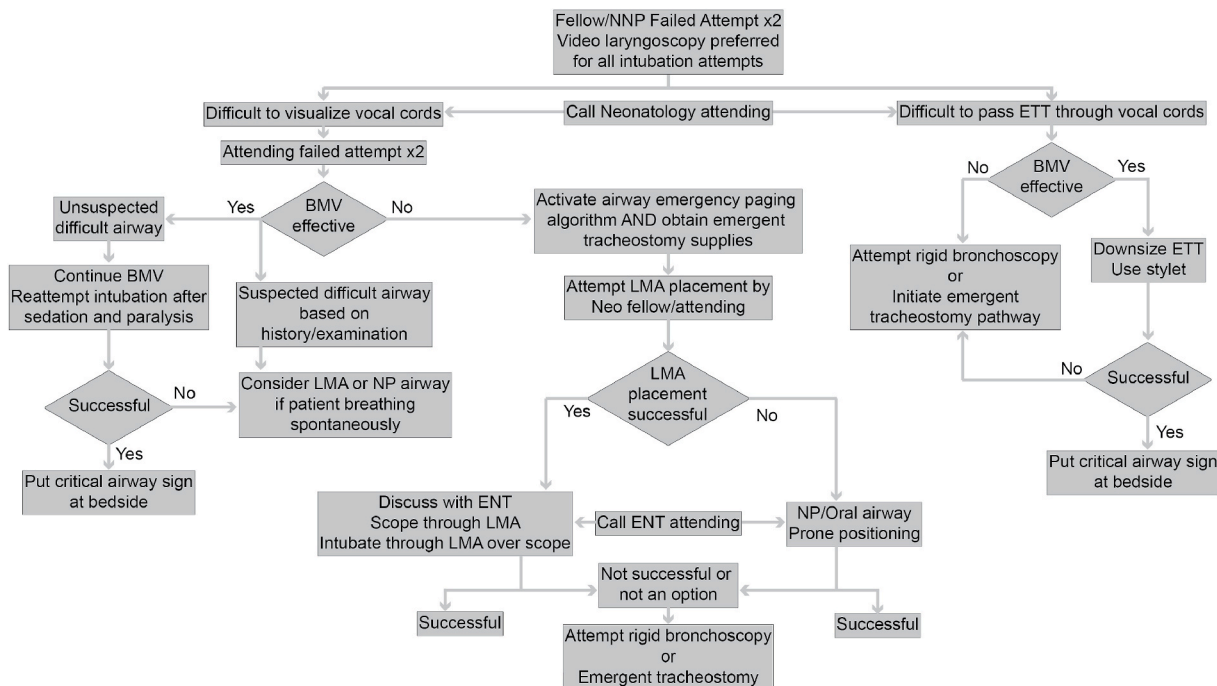 Fellow/NNP Failed Attempt x2
Video laryngoscopy preferred
for all intubation attempts
Difficult to visualize vocal cords
Call Neonatology attending
Difficult to pass ETT through vocal cords
Attending failed attempt x2
No
BMV
effective
Yes
Unsuspected
difficult airway
Yes
BMV
effective
No
Activate airway emergency paging
algorithm AND obtain emergent
tracheostomy supplies
Attempt rigid bronchoscopy
or
Initiate emergent
tracheostomy pathway
Downsize ETT
Use stylet
Continue BMV
Reattempt intubation after
sedation and paralysis
Suspected difficult airway
based on
history/examination
Attempt LMA placement by
Neo fellow/attending
Successful
No
Consider LMA or NP airway
if patient breathing
spontaneously
Yes
LMA
placement
successful
No
No
Successful
Yes
Put critical airway sign
at bedside
Yes
Put critical airway sign
at bedside
Discuss with ENT
Scope through LMA
Intubate through LMA over scope
Call ENT attending
NP/Oral airway
Prone positioning
Successful
Not successful or
not an option
Successful
Attempt rigid bronchoscopy
or
Emergent tracheostomy